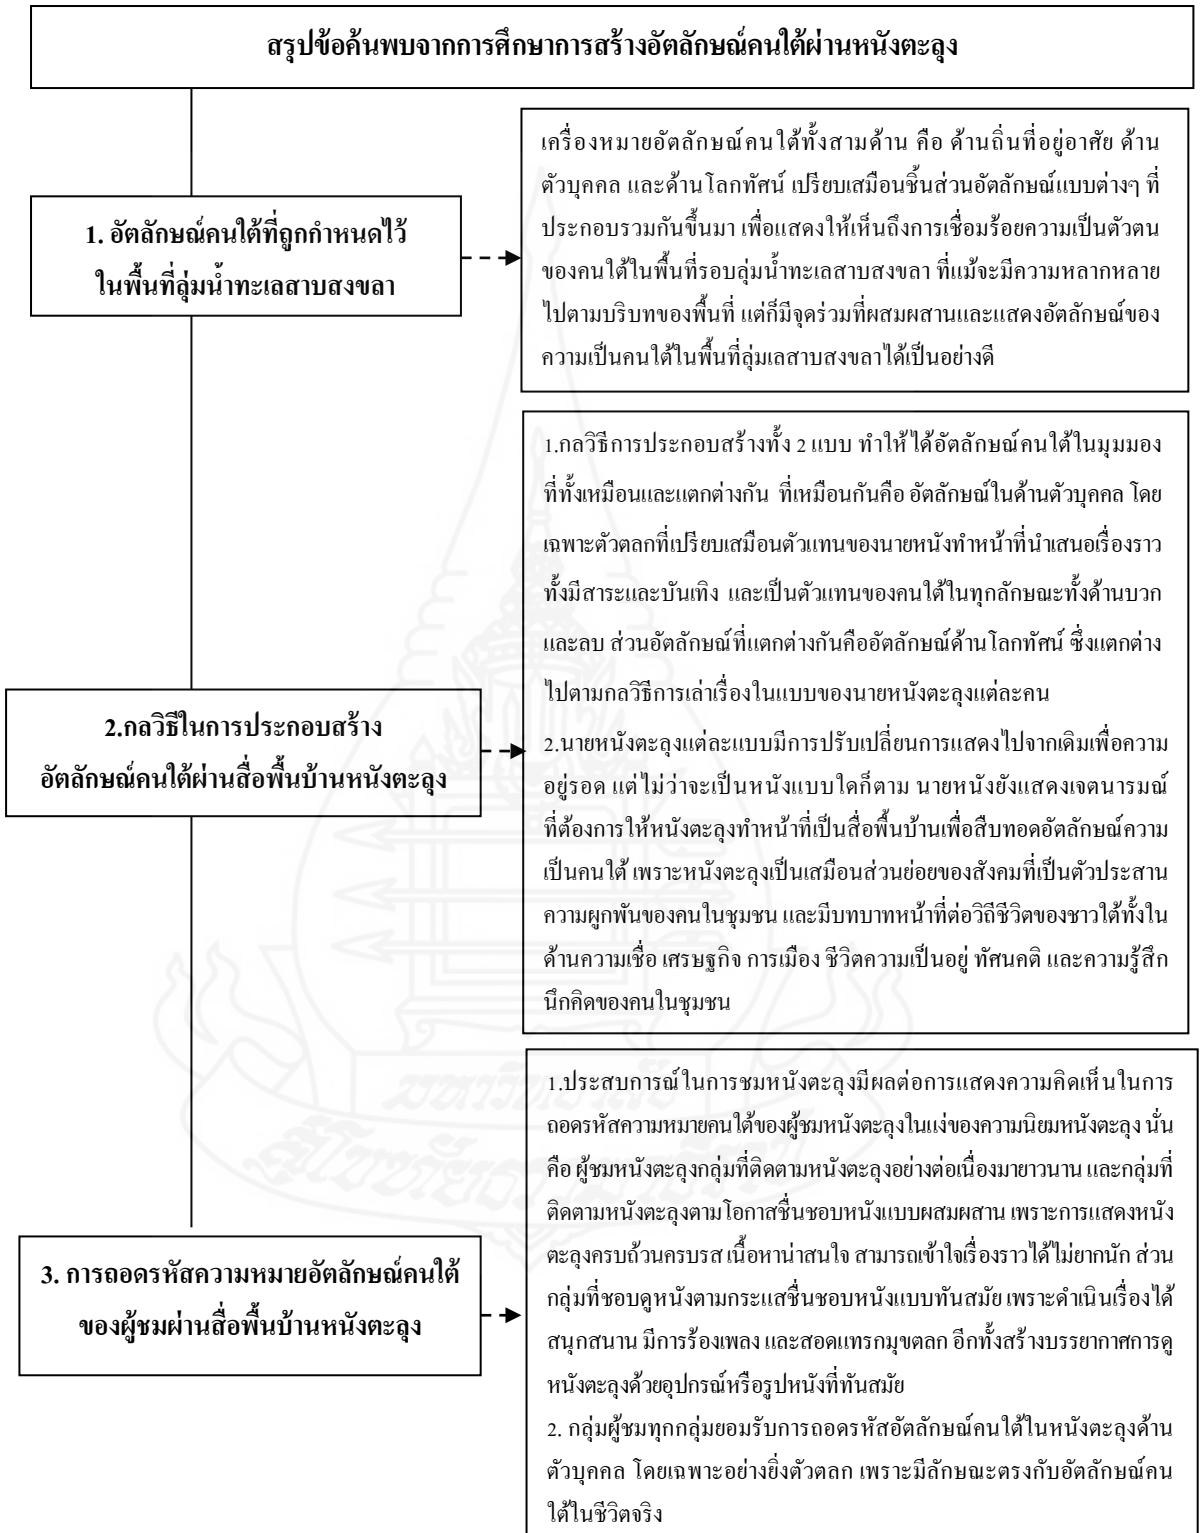 สรุปข้อค้นพบจากการศึกษาการสร้างอัตลักษณ์คนใต้ผ่านหนังตะลุง
1. อัตลักษณ์คนใต้ที่ถูกกำหนดไว้
ในพื้นที่ลุ่มน้ำทะเลสาบสงขลา
เครื่องหมายอัตลักษณ์คนใต้ทั้งสามด้าน คือ ด้านถิ่นที่อยู่อาศัย ด้าน
ตัวบุคคล และด้านโลกทัศน์ เปรียบเสมือนชิ้นส่วนอัตลักษณ์แบบต่างๆ ที่
ประกอบรวมกันขึ้นมา เพื่อแสดงให้เห็นถึงการเชื่อมร้อยความเป็นตัวตน
ของคนใต้ในพื้นที่รอบลุ่มน้ำทะเลสาบสงขลา ที่แม้จะมีความหลากหลาย
ไปตามบริบทของพื้นที่ แต่ก็มีจุดร่วมที่ผสมผสานและแสดงอัตลักษณ์ของ
ความเป็นคนใต้ในพื้นที่ลุ่มเลสาบสงขลาได้เป็นอย่างดี
2.กลวิธีในการประกอบสร้าง
อัตลักษณ์คนใต้ผ่านสื่อพื้นบ้านหนังตะลุง
1.กลวิธีการประกอบสร้างทั้ง 2 แบบ ทำให้ได้อัตลักษณ์คนใต้ในมุมมอง
ที่ทั้งเหมือนและแตกต่างกัน ที่เหมือนกันคือ อัตลักษณ์ในด้านตัวบุคคล โดย
เฉพาะตัวตลกที่เปรียบเสมือนตัวแทนของนายหนังทำหน้าที่นำเสนอเรื่องราว
ทั้งมีสาระและบันเทิง และเป็นตัวแทนของคนใต้ในทุกลักษณะทั้งด้านบวก
และลบ ส่วนอัตลักษณ์ที่แตกต่างกันคืออัตลักษณ์ด้านโลกทัศน์ ซึ่งแตกต่าง
ไปตามกลวิธีการเล่าเรื่องในแบบของนายหนังตะลุงแต่ละคน
2.นายหนังตะลุงแต่ละแบบมีการปรับเปลี่ยนการแสดงไปจากเดิมเพื่อความ
อยู่รอด แต่ไม่ว่าจะเป็นหนังแบบใดก็ตาม นายหนังยังแสดงเจตนารมณ์
ที่ต้องการให้หนังตะลุงทำหน้าที่เป็นสื่อพื้นบ้านเพื่อสืบทอดอัตลักษณ์ความ
เป็นคนใต้ เพราะหนังตะลุงเป็นเสมือนส่วนย่อยของสังคมที่เป็นตัวประสาน
ความผูกพันของคนในชุมชน และมีบทบาทหน้าที่ต่อวิถีชีวิตของชาวใต้ทั้งใน
ด้านความเชื่อ เศรษฐกิจ การเมือง ชีวิตความเป็นอยู่ ทัศนคติ และความรู้สึก
นึกคิดของคนในชุมชน
3. การถอดรหัสความหมายอัตลักษณ์คนใต้
ของผู้ชมผ่านสื่อพื้นบ้านหนังตะลุง
1.ประสบการณ์ในการชมหนังตะลุงมีผลต่อการแสดงความคิดเห็นในการ
ถอดรหัสความหมายคนใต้ของผู้ชมหนังตะลุงในแง่ของความนิยมหนังตะลุง นั่น
คือ ผู้ชมหนังตะลุงกลุ่มที่ติดตามหนังตะลุงอย่างต่อเนื่องมายาวนาน และกลุ่มที่
ติดตามหนังตะลุงตามโอกาสชื่นชอบหนังแบบผสมผสาน เพราะการแสดงหนัง
ตะลุงครบถ้วนครบรส เนื้อหาน่าสนใจ สามารถเข้าใจเรื่องราวได้ไม่ยากนัก ส่วน
กลุ่มที่ชอบดูหนังตามกระแสชื่นชอบหนังแบบทันสมัย เพราะดำเนินเรื่องได้
สนุกสนาน มีการร้องเพลง และสอดแทรกมุขตลก อีกทั้งสร้างบรรยากาศการดู
หนังตะลุงด้วยอุปกรณ์หรือรูปหนังที่ทันสมัย
2. กลุ่มผู้ชมทุกกลุ่มยอมรับการถอดรหัสอัตลักษณ์คนใต้ในหนังตะลุงด้าน
ตัวบุคคล โดยเฉพาะอย่างยิ่งตัวตลก เพราะมีลักษณะตรงกับอัตลักษณ์คน
ใต้ในชีวิตจริง
มหาวิทยาลัย
สุโขทัยธรรมาธิราช